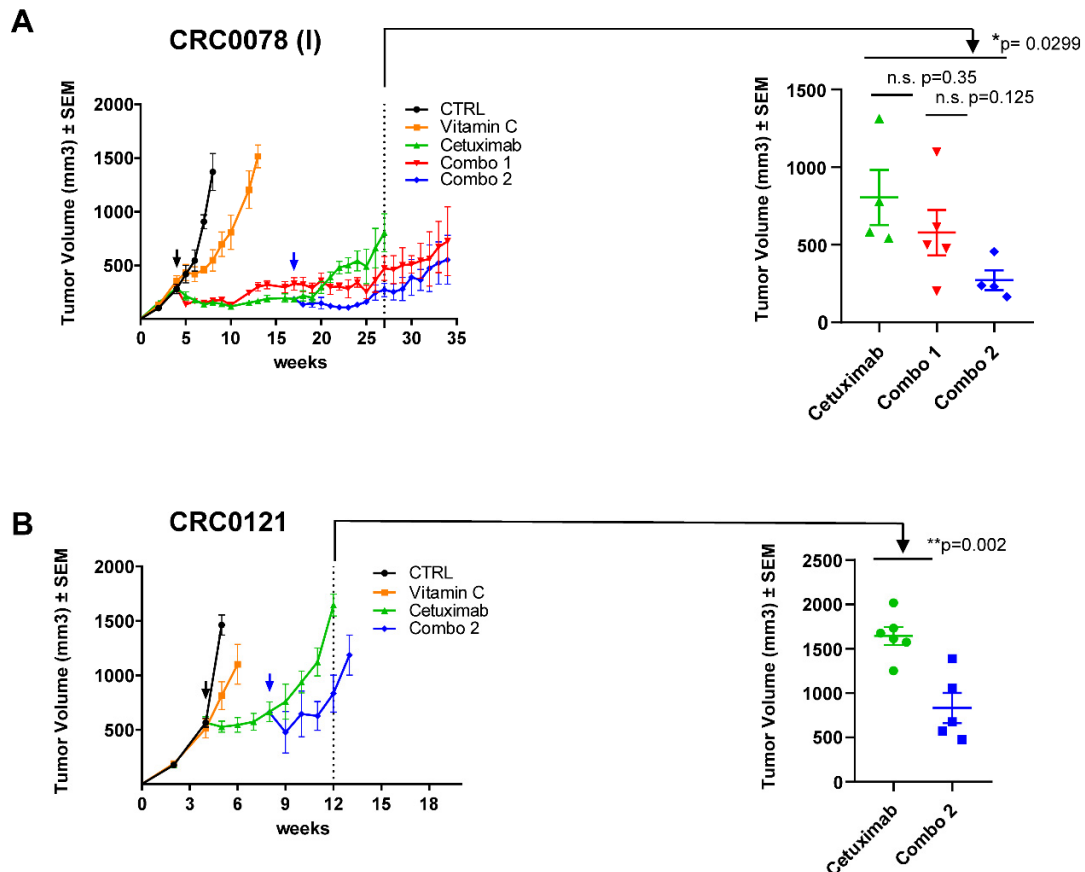 A
CRC0078 (I)
*p= 0.0299
n.s. p=0.35
n.s. p=0.125
Tumor Volume (mm3) ± SEM
2000
1500
1000
500
0 5 10 15 20 25 30 35
weeks
CTRL
Vitamin C
Cetuximab
Combo 1
Combo 2
Tumor Volume (mm3) ± SEM
1500
1000
500
0
Cetuximab
Combo 1
Combo 2
B
CRC0121
**p=0.002
Tumor Volume (mm3) ± SEM
2000
1500
1000
500
0 3 6 9 12 15 18
weeks
CTRL
Vitamin C
Cetuximab
Combo 2
Tumor Volume (mm3) ± SEM
2500
2000
1500
1000
500
0
Cetuximab
Combo 2